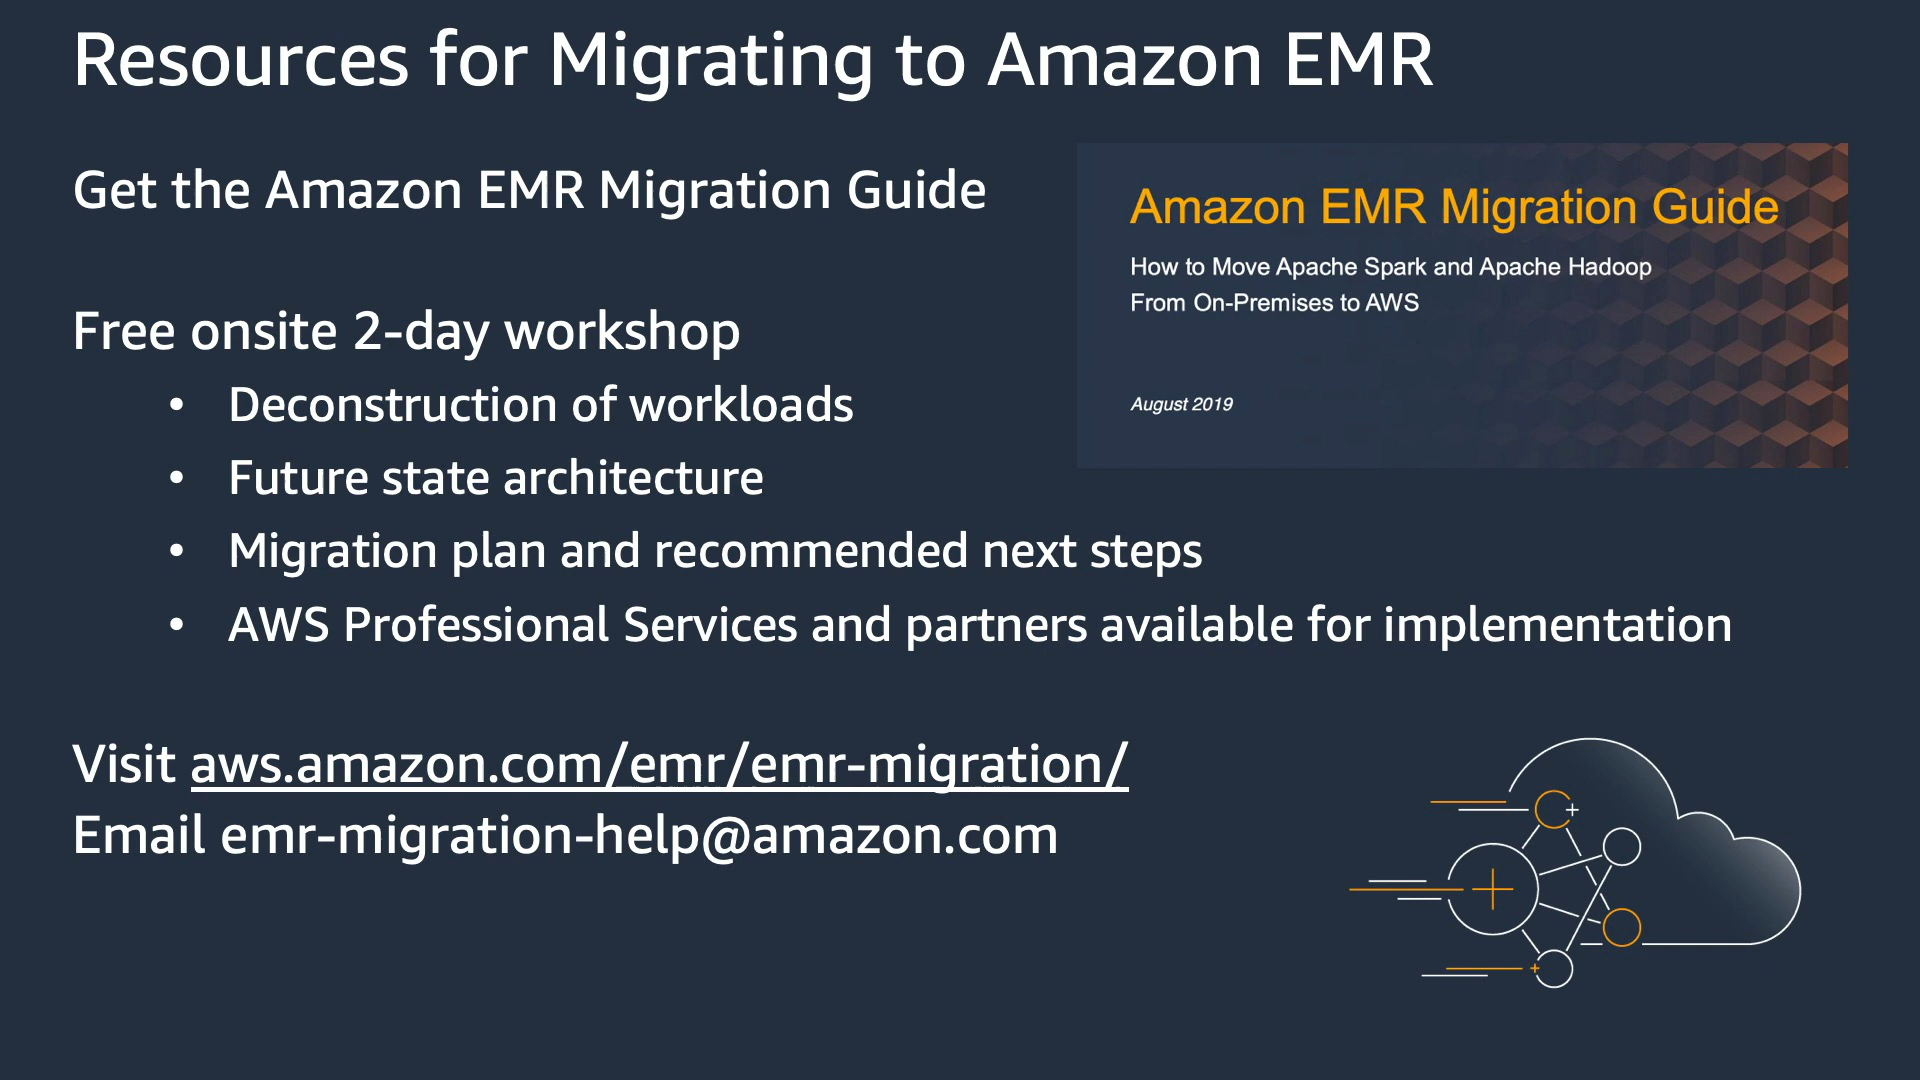 Resources for Migrating to Amazon EMR
Get the Amazon EMR Migration Guide
Free onsite 2-day workshop
• Deconstruction of workloads
• Future state architecture
• Migration plan and recommended next steps
• AWS Professional Services and partners available for implementation
Visit aws.amazon.com/emr/emr-migration/
Email emr-migration-help@amazon.com
Amazon EMR Migration Guide
How to Move Apache Spark and Apache Hadoop
From On-Premises to AWS
August 2019